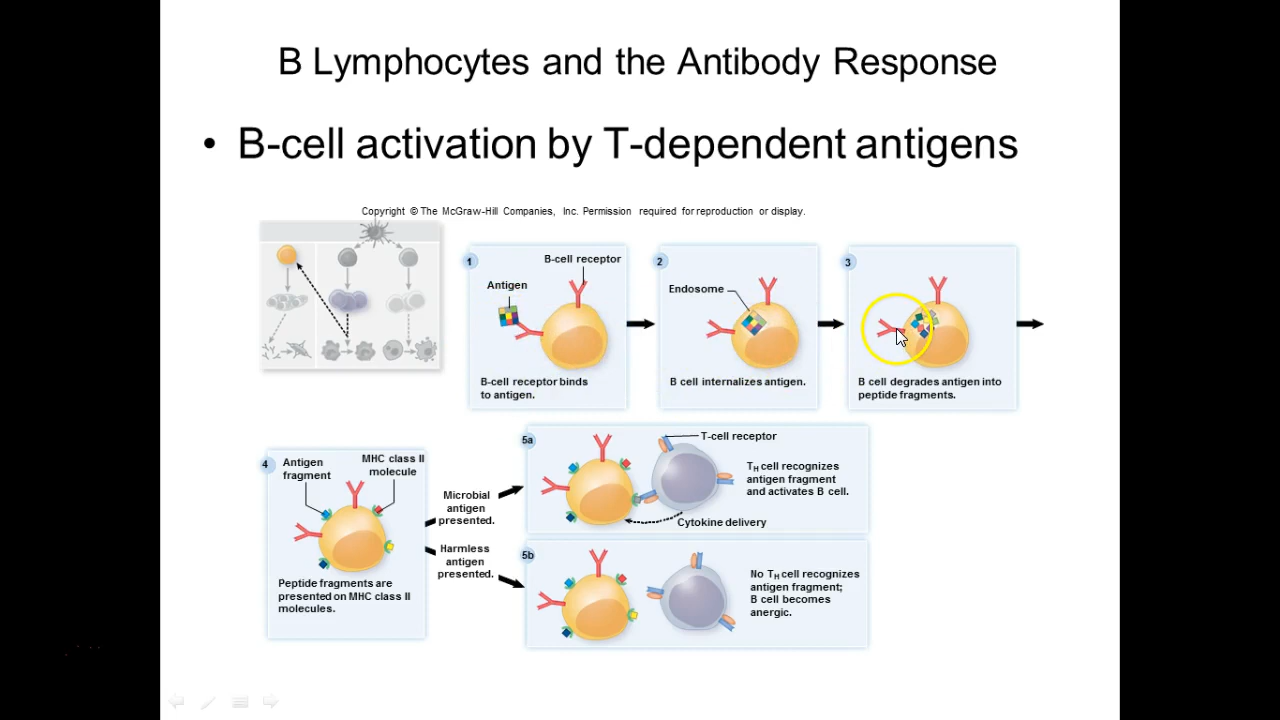 B Lymphocytes and the Antibody Response
• B-cell activation by T-dependent antigens
Copyright © The McGraw-Hill Companies, Inc. Permission required for reproduction or display.
1
B-cell receptor
Antigen
B-cell receptor binds
to antigen.
2
Endosome
B cell internalizes antigen.
3
B cell degrades antigen into
peptide fragments.
4
Antigen
fragment
MHC class II
molecule
Peptide fragments are
presented on MHC class II
molecules.
Microbial
antigen
presented.
Harmless
antigen
presented.
5a
T-cell receptor
TH cell recognizes
antigen fragment
and activates B cell.
Cytokine delivery
5b
No TH cell recognizes
antigen fragment;
B cell becomes
anergic.